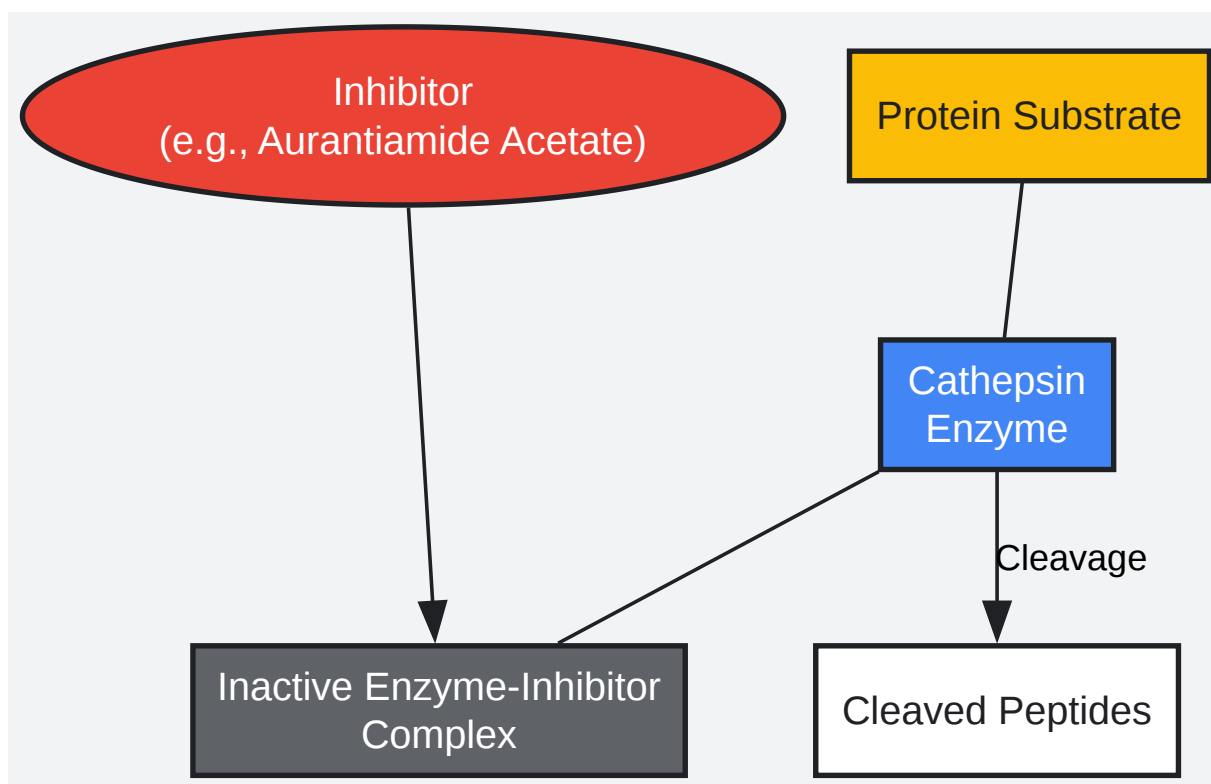 Inhibitor
(e.g., Aurantiamide Acetate)
Protein Substrate
Cathepsin
Enzyme
Cleavage
Inactive Enzyme-Inhibitor
Complex
Cleaved Peptides